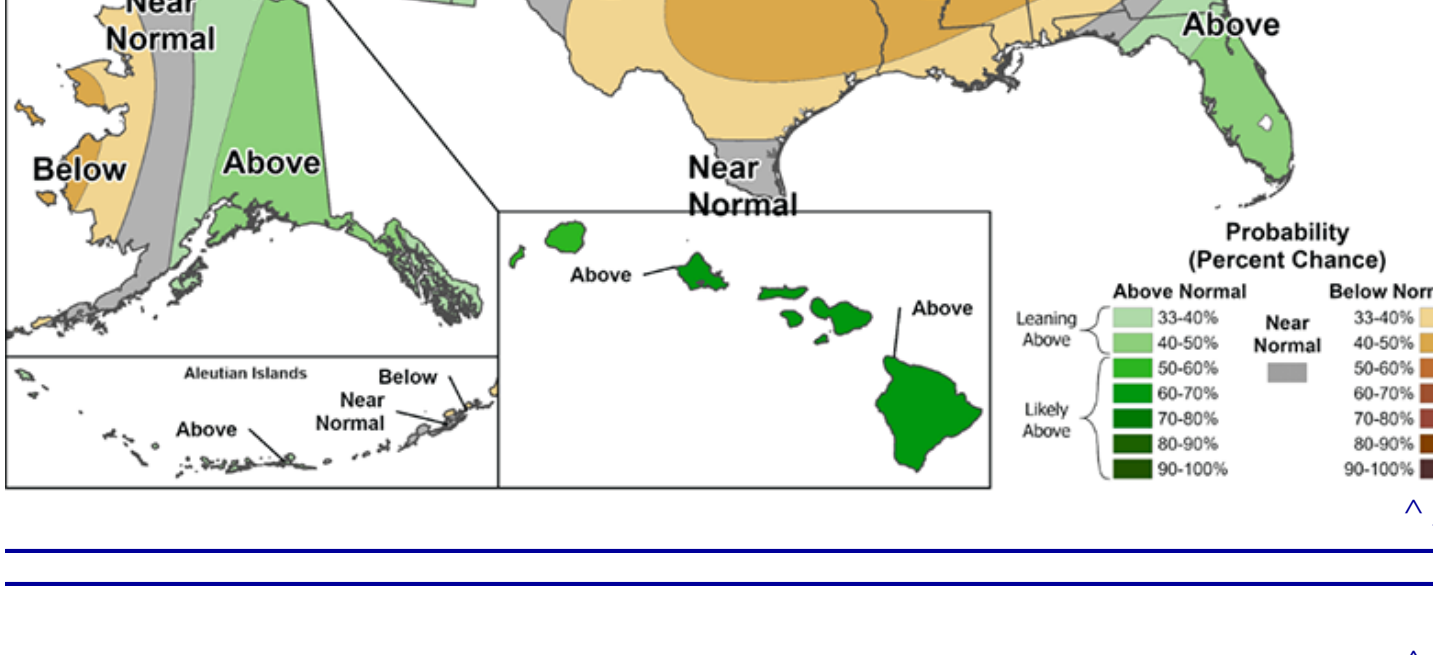 Near
Normal
Above
Below
Above
Near
Normal
Above
Above
Aleutian Islands
Below
Near
Normal
Above
Probability
(Percent Chance)
Above Normal
Leaning
Above
33-40%
40-50%
Likely
Above
50-60%
60-70%
70-80%
80-90%
90-100%
Near
Normal
Below Norr
33-40%
40-50%
50-60%
60-70%
70-80%
80-90%
90-100%
^